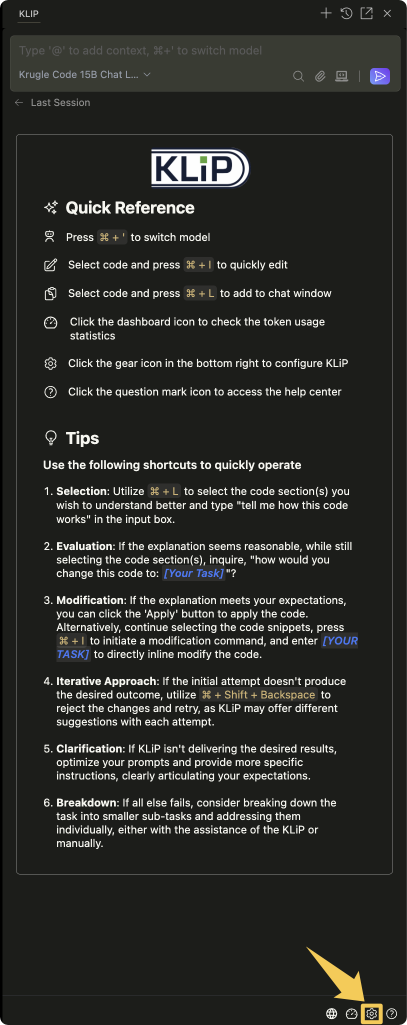 KLIP
Type '@' to add context, ⌘+' to switch model
Krugle Code 15B Chat L...
Last Session
KLiP
Quick Reference
Press ⌘ + ' to switch model
Select code and press ⌘ + I to quickly edit
Select code and press ⌘ + L to add to chat window
Click the dashboard icon to check the token usage
statistics
Click the gear icon in the bottom right to configure KLiP
Click the question mark icon to access the help center
Tips
Use the following shortcuts to quickly operate
1. Selection: Utilize ⌘ + L to select the code section(s) you
wish to understand better and type "tell me how this code
works" in the input box.
2. Evaluation: If the explanation seems reasonable, while still
selecting the code section(s), inquire, "how would you
change this code to: [Your Task]"?
3. Modification: If the explanation meets your expectations,
you can click the 'Apply' button to apply the code.
Alternatively, continue selecting the code snippets, press
⌘ + I to initiate a modification command, and enter [YOUR
TASK] to directly inline modify the code.
4. Iterative Approach: If the initial attempt doesn't produce
the desired outcome, utilize ⌘ + Shift + Backspace to
reject the changes and retry, as KLiP may offer different
suggestions with each attempt.
5. Clarification: If KLiP isn't delivering the desired results,
optimize your prompts and provide more specific
instructions, clearly articulating your expectations.
6. Breakdown: If all else fails, consider breaking down the
task into smaller sub-tasks and addressing them
individually, either with the assistance of the KLiP or
manually.